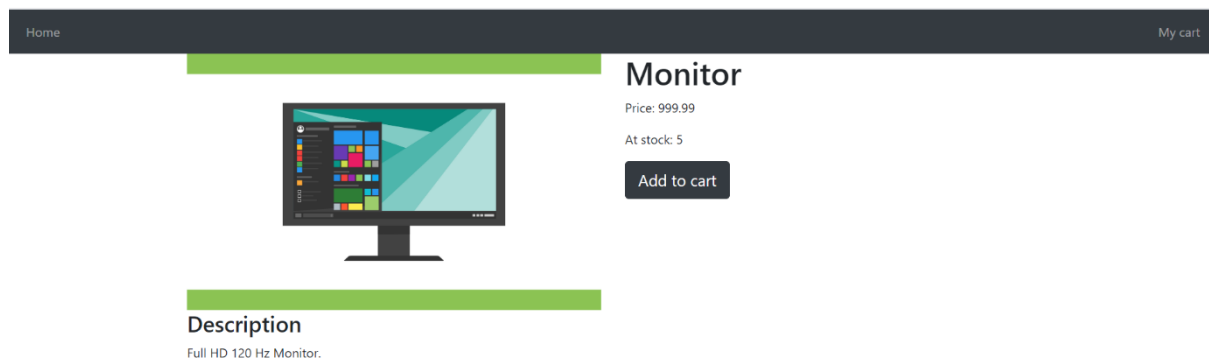 Home
My cart
Monitor
Price: 999.99
At stock: 5
Add to cart
Description
Full HD 120 Hz Monitor.